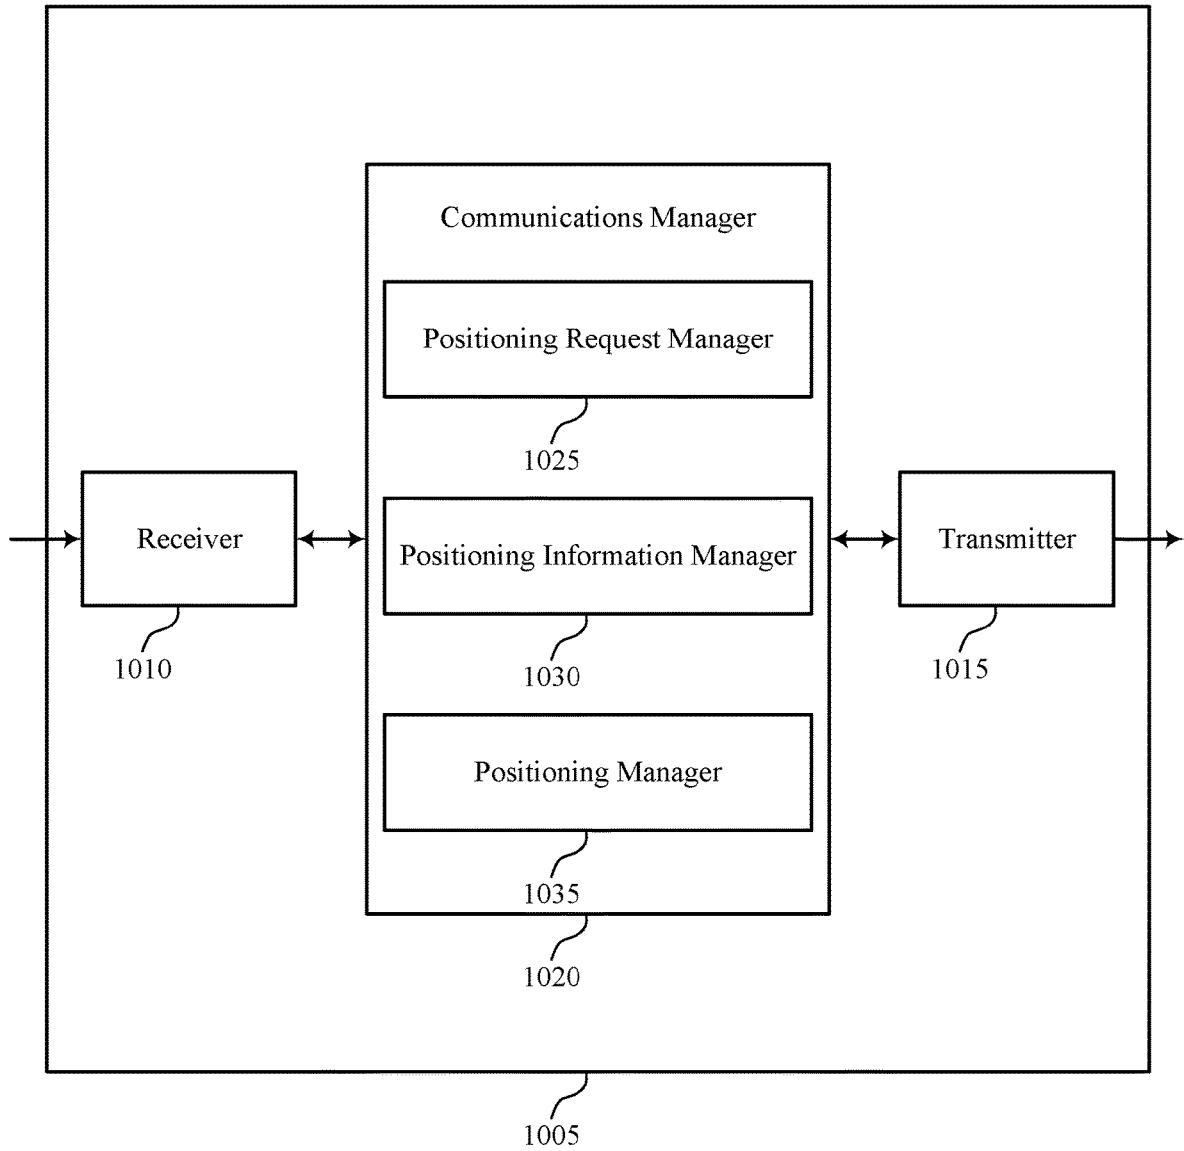 Communications Manager
Positioning Request Manager
1025
Receiver
1010
Positioning Information Manager
1030
Transmitter
1015
Positioning Manager
1035
1020
1005